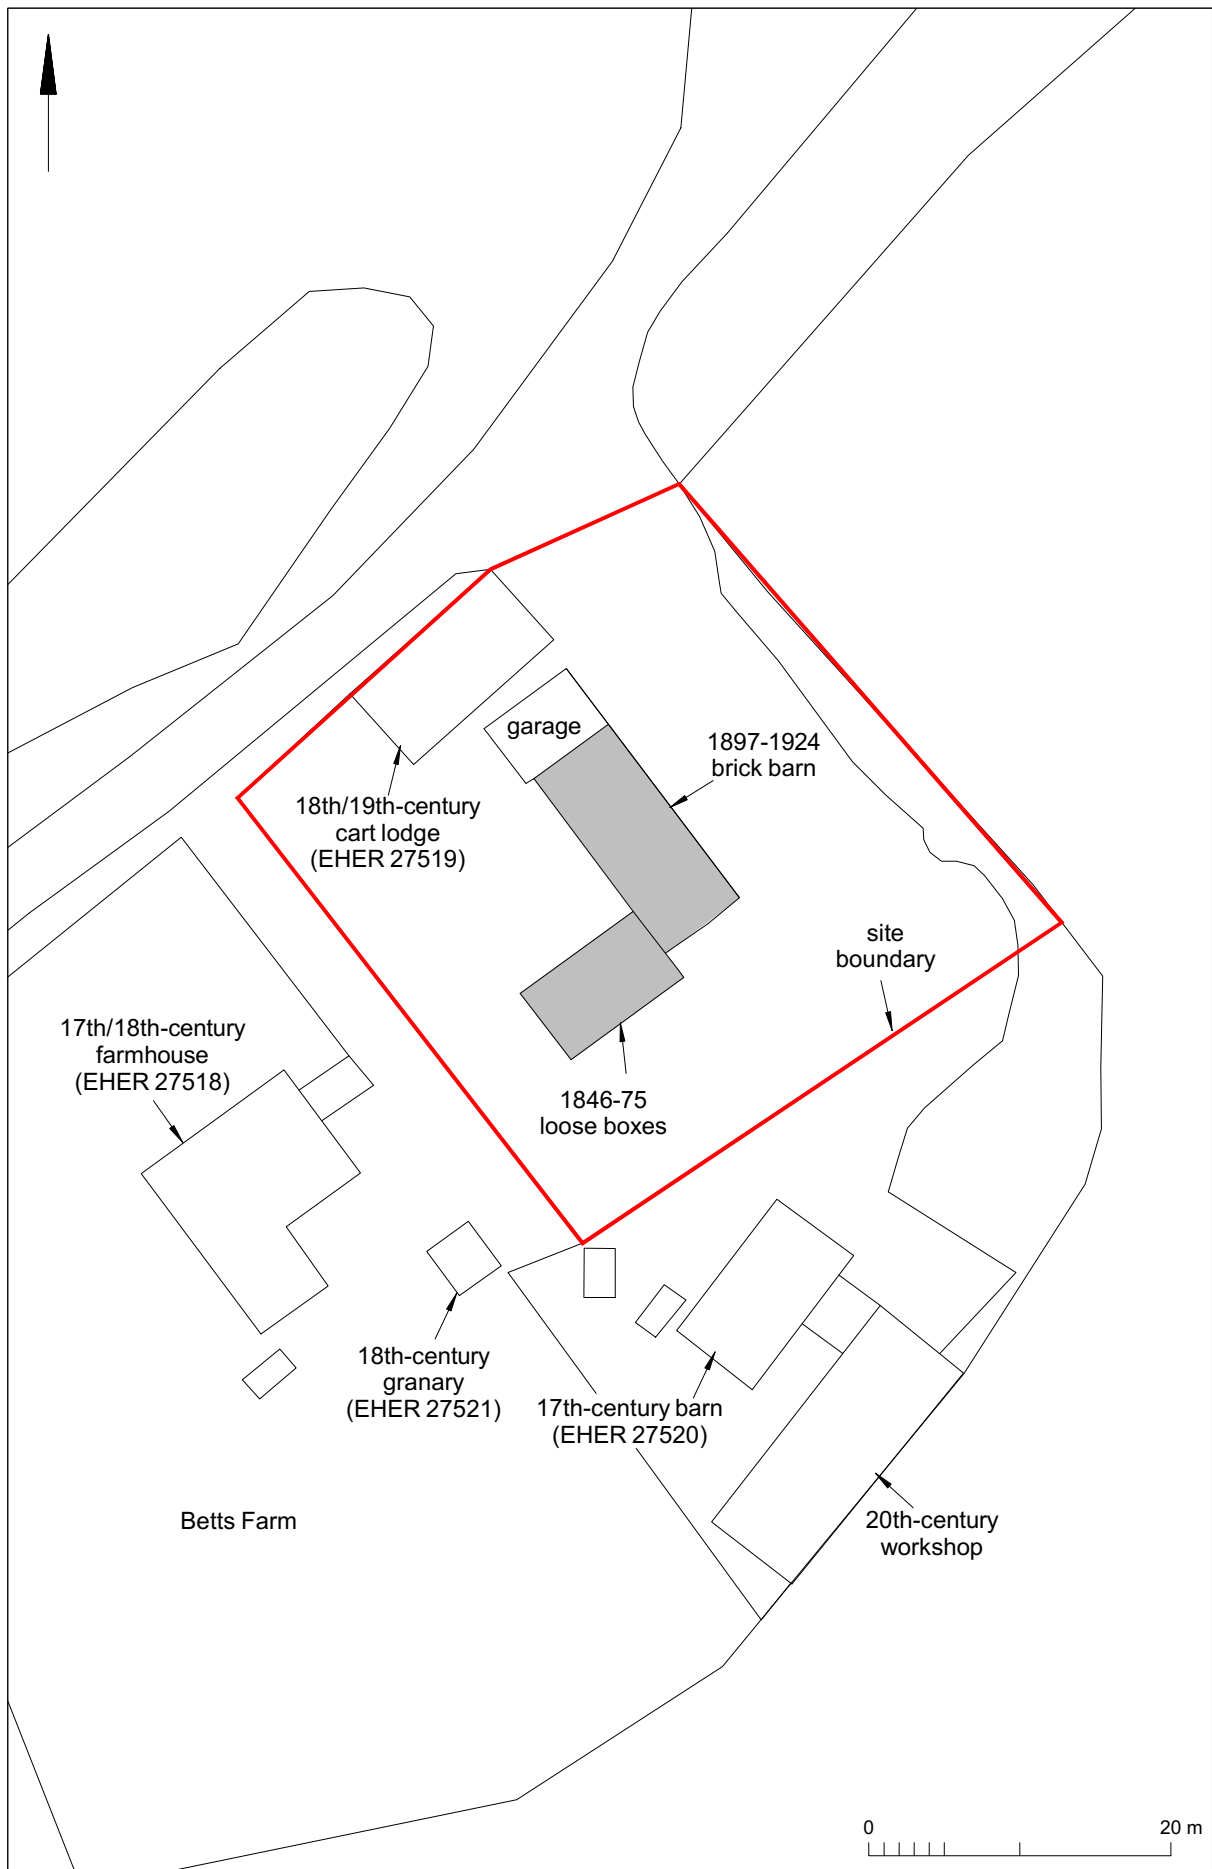 garage
1897-1924
brick barn
18th/19th-century
cart lodge
(EHER 27519)
site
boundary
17th/18th-century
farmhouse
(EHER 27518)
1846-75
loose boxes
18th-century
granary
(EHER 27521)
17th-century barn
(EHER 27520)
Betts Farm
20th-century
workshop
0
20 m